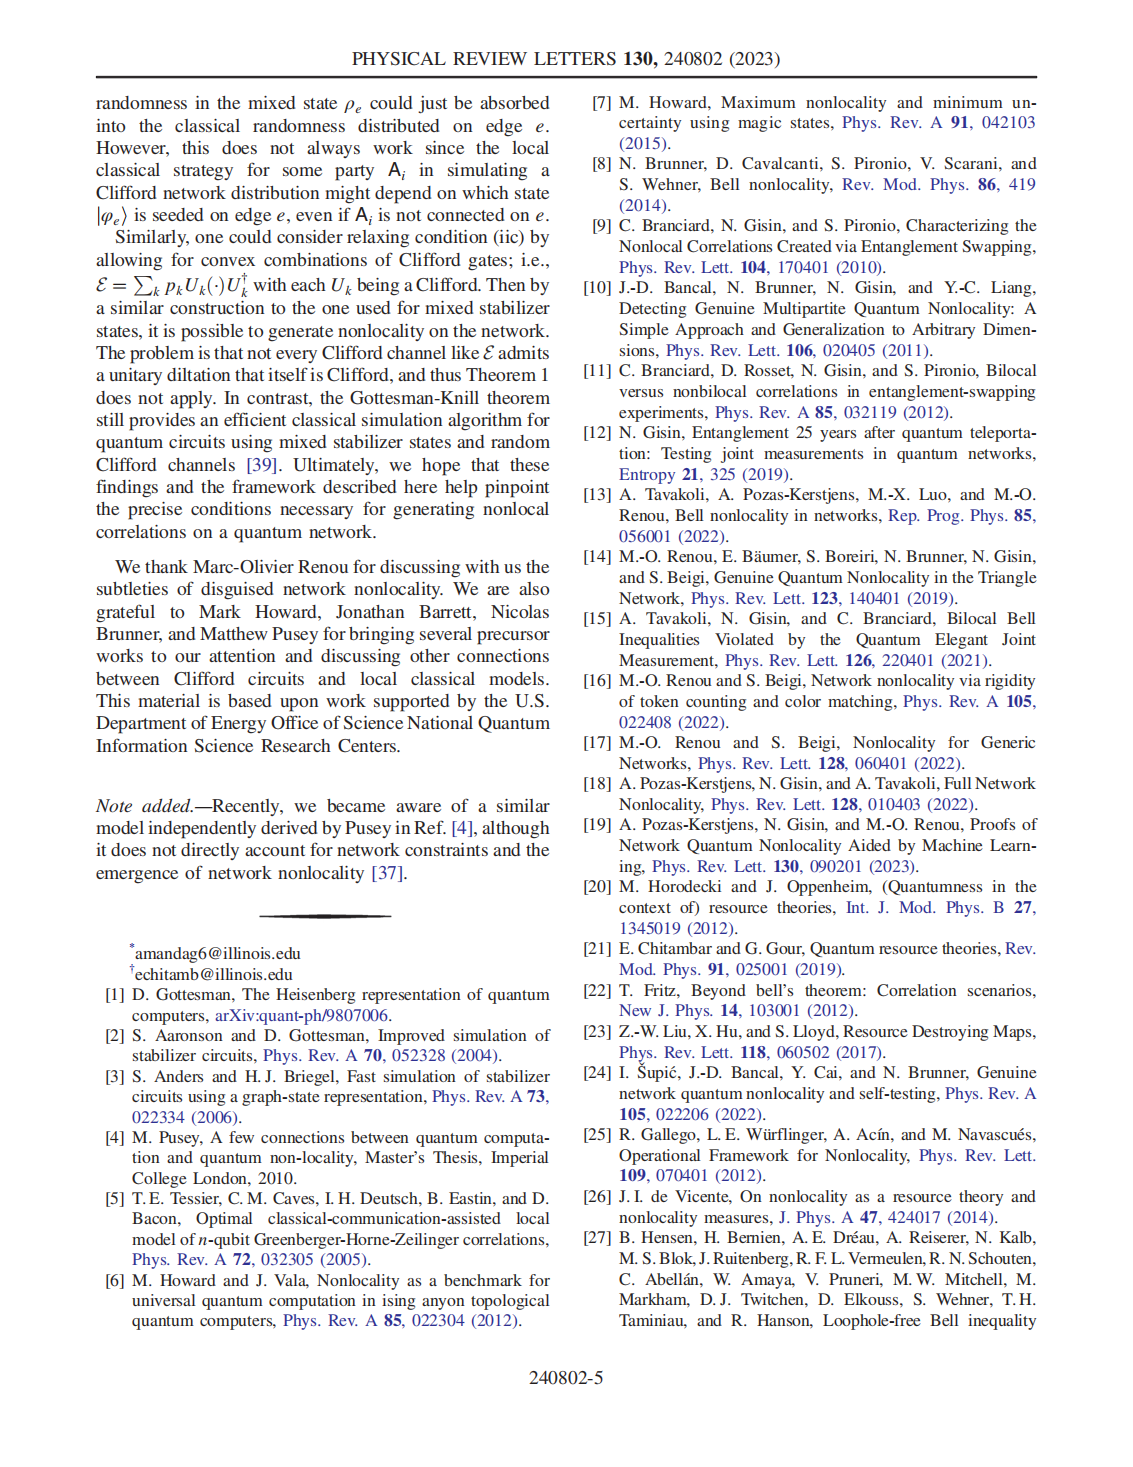 PHYSICAL REVIEW LETTERS 130, 240802 (2023)
randomness in the mixed state ρe could just be absorbed
into the classical randomness distributed on edge e.
However, this does not always work since the local
classical strategy for some party Ai in simulating a
Clifford network distribution might depend on which state
|φe⟩ is seeded on edge e, even if Ai is not connected on e.
Similarly, one could consider relaxing condition (iic) by
allowing for convex combinations of Clifford gates; i.e.,
ℰ = ∑k pkUk(·)Uk† with each Uk being a Clifford. Then by
a similar construction to the one used for mixed stabilizer
states, it is possible to generate nonlocality on the network.
The problem is that not every Clifford channel like ℰ admits
a unitary diltation that itself is Clifford, and thus Theorem 1
does not apply. In contrast, the Gottesman-Knill theorem
still provides an efficient classical simulation algorithm for
quantum circuits using mixed stabilizer states and random
Clifford channels [39]. Ultimately, we hope that these
findings and the framework described here help pinpoint
the precise conditions necessary for generating nonlocal
correlations on a quantum network.
We thank Marc-Olivier Renou for discussing with us the
subtleties of disguised network nonlocality. We are also
grateful to Mark Howard, Jonathan Barrett, Nicolas
Brunner, and Matthew Pusey for bringing several precursor
works to our attention and discussing other connections
between Clifford circuits and local classical models.
This material is based upon work supported by the U.S.
Department of Energy Office of Science National Quantum
Information Science Research Centers.
Note added.—Recently, we became aware of a similar
model independently derived by Pusey in Ref. [4], although
it does not directly account for network constraints and the
emergence of network nonlocality [37].
*amandag6@illinois.edu
†echitamb@illinois.edu
[1] D. Gottesman, The Heisenberg representation of quantum
computers, arXiv:quant-ph/9807006.
[2] S. Aaronson and D. Gottesman, Improved simulation of
stabilizer circuits, Phys. Rev. A 70, 052328 (2004).
[3] S. Anders and H. J. Briegel, Fast simulation of stabilizer
circuits using a graph-state representation, Phys. Rev. A 73,
022334 (2006).
[4] M. Pusey, A few connections between quantum computa-
tion and quantum non-locality, Master's Thesis, Imperial
College London, 2010.
[5] T. E. Tessier, C. M. Caves, I. H. Deutsch, B. Eastin, and D.
Bacon, Optimal classical-communication-assisted local
model of n-qubit Greenberger-Horne-Zeilinger correlations,
Phys. Rev. A 72, 032305 (2005).
[6] M. Howard and J. Vala, Nonlocality as a benchmark for
universal quantum computation in ising anyon topological
quantum computers, Phys. Rev. A 85, 022304 (2012).
[7] M. Howard, Maximum nonlocality and minimum un-
certainty using magic states, Phys. Rev. A 91, 042103
(2015).
[8] N. Brunner, D. Cavalcanti, S. Pironio, V. Scarani, and
S. Wehner, Bell nonlocality, Rev. Mod. Phys. 86, 419
(2014).
[9] C. Branciard, N. Gisin, and S. Pironio, Characterizing the
Nonlocal Correlations Created via Entanglement Swapping,
Phys. Rev. Lett. 104, 170401 (2010).
[10] J.-D. Bancal, N. Brunner, N. Gisin, and Y.-C. Liang,
Detecting Genuine Multipartite Quantum Nonlocality: A
Simple Approach and Generalization to Arbitrary Dimen-
sions, Phys. Rev. Lett. 106, 020405 (2011).
[11] C. Branciard, D. Rosset, N. Gisin, and S. Pironio, Bilocal
versus nonbilocal correlations in entanglement-swapping
experiments, Phys. Rev. A 85, 032119 (2012).
[12] N. Gisin, Entanglement 25 years after quantum teleporta-
tion: Testing joint measurements in quantum networks,
Entropy 21, 325 (2019).
[13] A. Tavakoli, A. Pozas-Kerstjens, M.-X. Luo, and M.-O.
Renou, Bell nonlocality in networks, Rep. Prog. Phys. 85,
056001 (2022).
[14] M.-O. Renou, E. Bäumer, S. Boreiri, N. Brunner, N. Gisin,
and S. Beigi, Genuine Quantum Nonlocality in the Triangle
Network, Phys. Rev. Lett. 123, 140401 (2019).
[15] A. Tavakoli, N. Gisin, and C. Branciard, Bilocal Bell
Inequalities Violated by the Quantum Elegant Joint
Measurement, Phys. Rev. Lett. 126, 220401 (2021).
[16] M.-O. Renou and S. Beigi, Network nonlocality via rigidity
of token counting and color matching, Phys. Rev. A 105,
022408 (2022).
[17] M.-O. Renou and S. Beigi, Nonlocality for Generic
Networks, Phys. Rev. Lett. 128, 060401 (2022).
[18] A. Pozas-Kerstjens, N. Gisin, and A. Tavakoli, Full Network
Nonlocality, Phys. Rev. Lett. 128, 010403 (2022).
[19] A. Pozas-Kerstjens, N. Gisin, and M.-O. Renou, Proofs of
Network Quantum Nonlocality Aided by Machine Learn-
ing, Phys. Rev. Lett. 130, 090201 (2023).
[20] M. Horodecki and J. Oppenheim, (Quantumness in the
context of) resource theories, Int. J. Mod. Phys. B 27,
1345019 (2012).
[21] E. Chitambar and G. Gour, Quantum resource theories, Rev.
Mod. Phys. 91, 025001 (2019).
[22] T. Fritz, Beyond bell's theorem: Correlation scenarios,
New J. Phys. 14, 103001 (2012).
[23] Z.-W. Liu, X. Hu, and S. Lloyd, Resource Destroying Maps,
Phys. Rev. Lett. 118, 060502 (2017).
[24] I. Šupić, J.-D. Bancal, Y. Cai, and N. Brunner, Genuine
network quantum nonlocality and self-testing, Phys. Rev. A
105, 022206 (2022).
[25] R. Gallego, L. E. Würflinger, A. Acín, and M. Navascués,
Operational Framework for Nonlocality, Phys. Rev. Lett.
109, 070401 (2012).
[26] J. I. de Vicente, On nonlocality as a resource theory and
nonlocality measures, J. Phys. A 47, 424017 (2014).
[27] B. Hensen, H. Bernien, A. E. Dréau, A. Reiserer, N. Kalb,
M. S. Blok, J. Ruitenberg, R. F. L. Vermeulen, R. N. Schouten,
C. Abellán, W. Amaya, V. Pruneri, M. W. Mitchell, M.
Markham, D. J. Twitchen, D. Elkouss, S. Wehner, T. H.
Taminiau, and R. Hanson, Loophole-free Bell inequality
240802-5